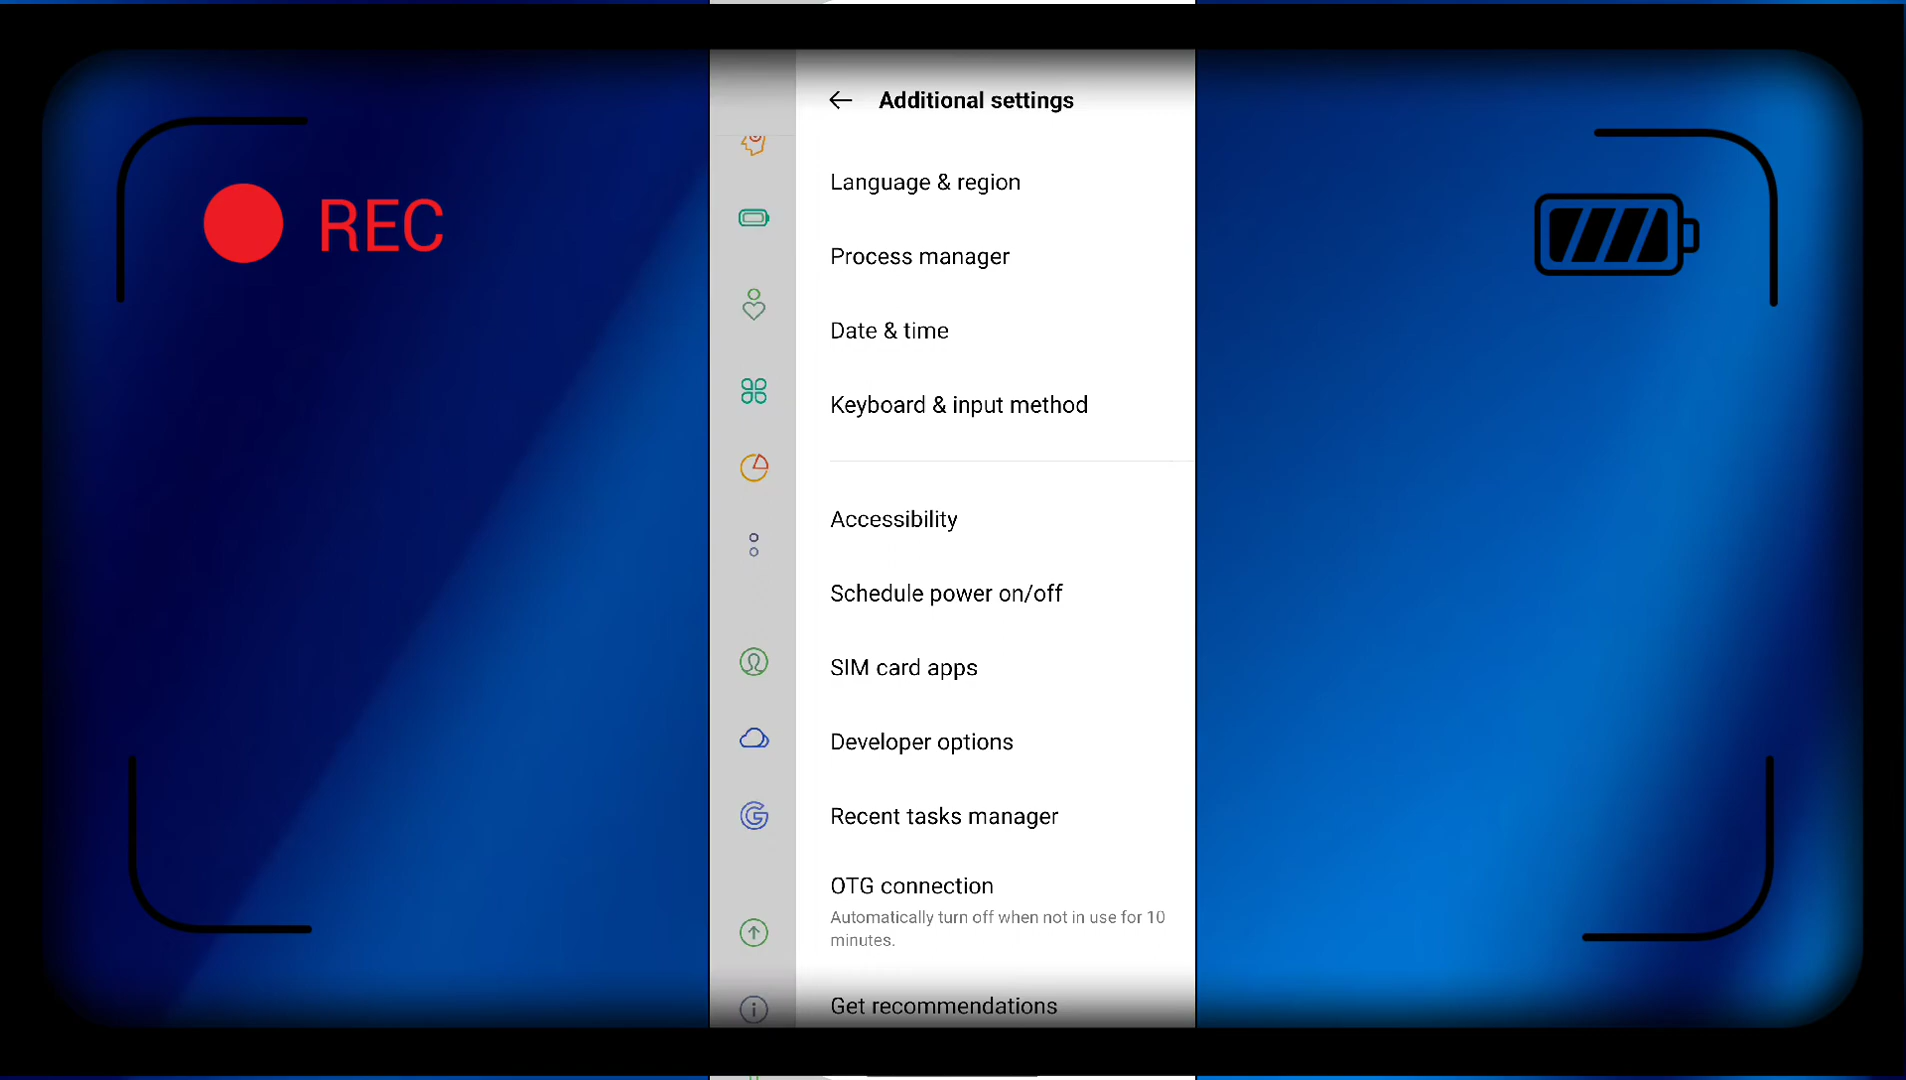 Additional settings
REC
Language & region
Process manager
Date & time
Keyboard & input method
Accessibility
Schedule power on/off
SIM card apps
Developer options
Recent tasks manager
OTG connection
Automatically turn off when not in use for 10
minutes.
Get recommendations